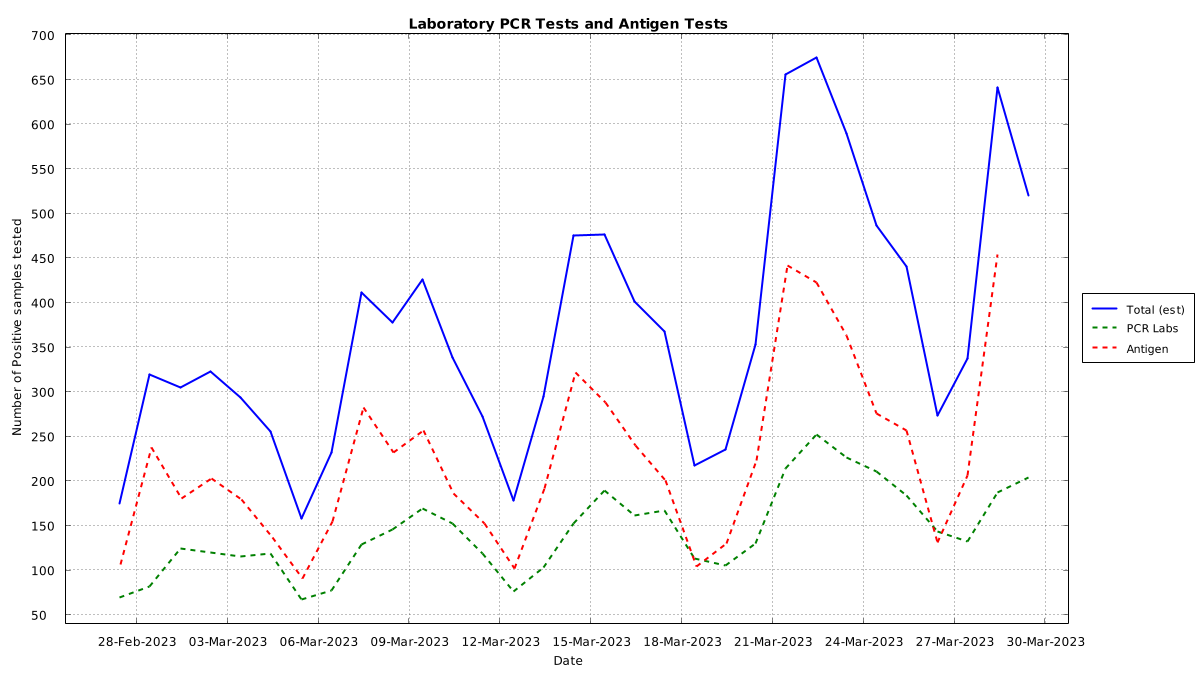 Laboratory PCR Tests and Antigen Tests
700
650
600
550
500
450
400
350
300
250
200
150
100
50
Number of Positive samples tested
28-Feb-2023 03-Mar-2023 06-Mar-2023 09-Mar-2023 12-Mar-2023 15-Mar-2023 18-Mar-2023 21-Mar-2023 24-Mar-2023 27-Mar-2023 30-Mar-2023
Date
Total (est)
PCR Labs
Antigen